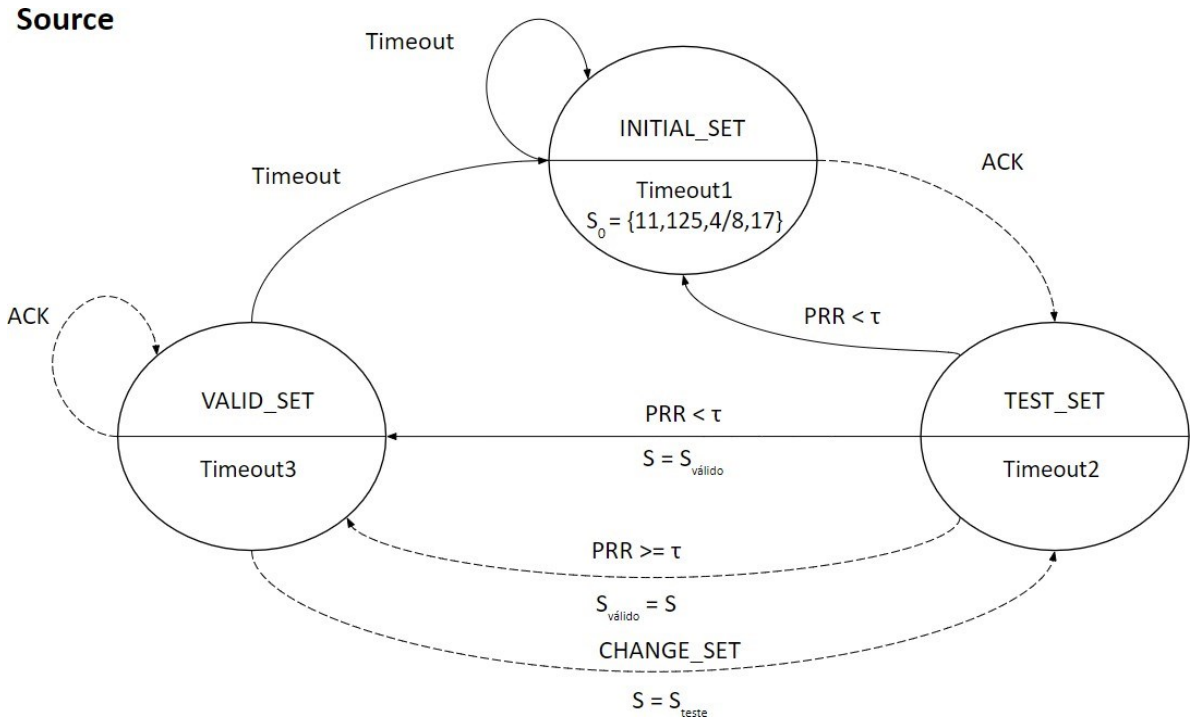 Source
Timeout
INITIAL_SET
Timeout1
S₀ = {11,125,4/8,17}
ACK
Timeout
PRR < τ
ACK
VALID_SET
Timeout3
PRR < τ
S = Sválido
TEST_SET
Timeout2
PRR >= τ
Sválido = S
CHANGE_SET
S = Steste